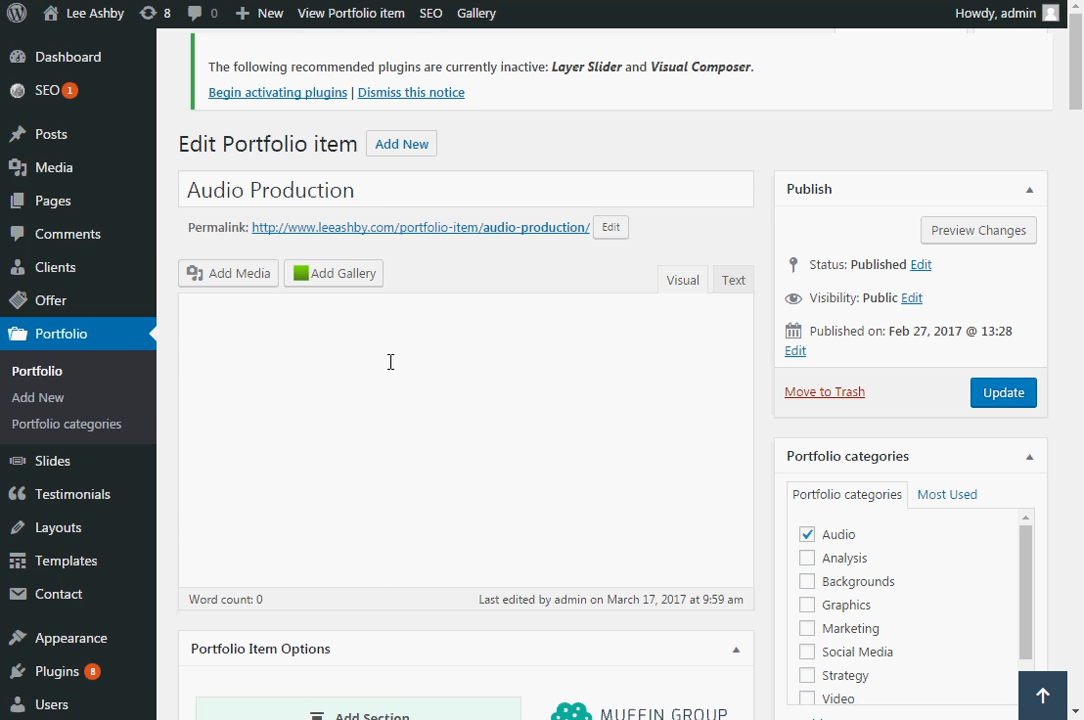 Lee Ashby 8 0 New View Portfolio item SEO Gallery Howdy, admin
Dashboard
SEO 1
Posts
Media
Pages
Comments
Clients
Offer
Portfolio
Portfolio
Add New
Portfolio categories
Slides
Testimonials
Layouts
Templates
Contact
Appearance
Plugins 8
Users
The following recommended plugins are currently inactive: Layer Slider and Visual Composer.
Begin activating plugins | Dismiss this notice
Edit Portfolio item Add New
Audio Production
Permalink: http://www.leeashby.com/portfolio-item/audio-production/ Edit
Add Media Add Gallery Visual Text
Word count: 0 Last edited by admin on March 17, 2017 at 9:59 am
Portfolio Item Options
Add Section MUFFIN GROUP
Publish
Preview Changes
Status: Published Edit
Visibility: Public Edit
Published on: Feb 27, 2017 @ 13:28
Edit
Move to Trash Update
Portfolio categories
Portfolio categories Most Used
Audio
Analysis
Backgrounds
Graphics
Marketing
Social Media
Strategy
Video